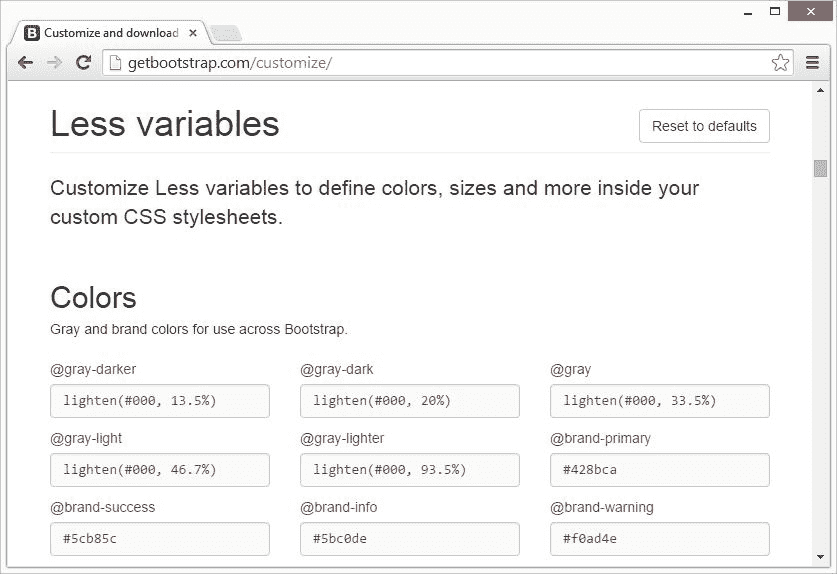 Customize and download
getbootstrap.com/customize/
Less variables
Reset to defaults
Customize Less variables to define colors, sizes and more inside your
custom CSS stylesheets.
Colors
Gray and brand colors for use across Bootstrap.
@gray-darker
@gray-dark
@gray
lighten(#000, 13.5%)
lighten(#000, 20%)
lighten(#000, 33.5%)
@gray-light
@gray-lighter
@brand-primary
lighten(#000, 46.7%)
lighten(#000, 93.5%)
#428bca
@brand-success
@brand-info
@brand-warning
#5cb85c
#5bc0de
#f0ad4e